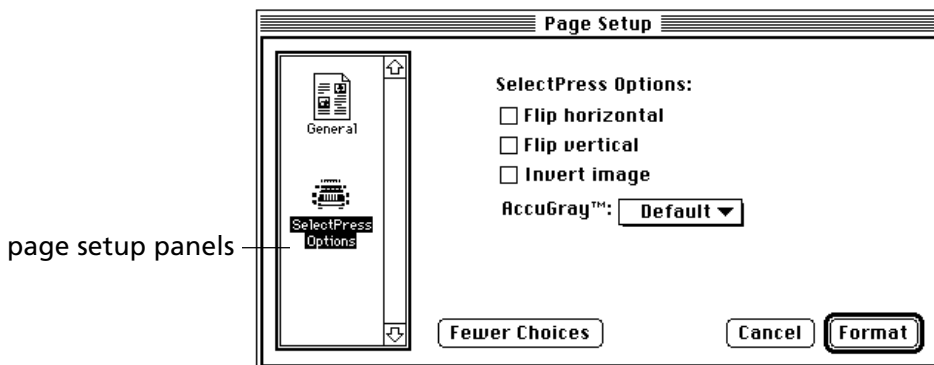 Page Setup
General
SelectPress
Options
page setup panels
SelectPress Options:
Flip horizontal
Flip vertical
Invert image
AccuGray™: Default
Fewer Choices
Cancel
Format